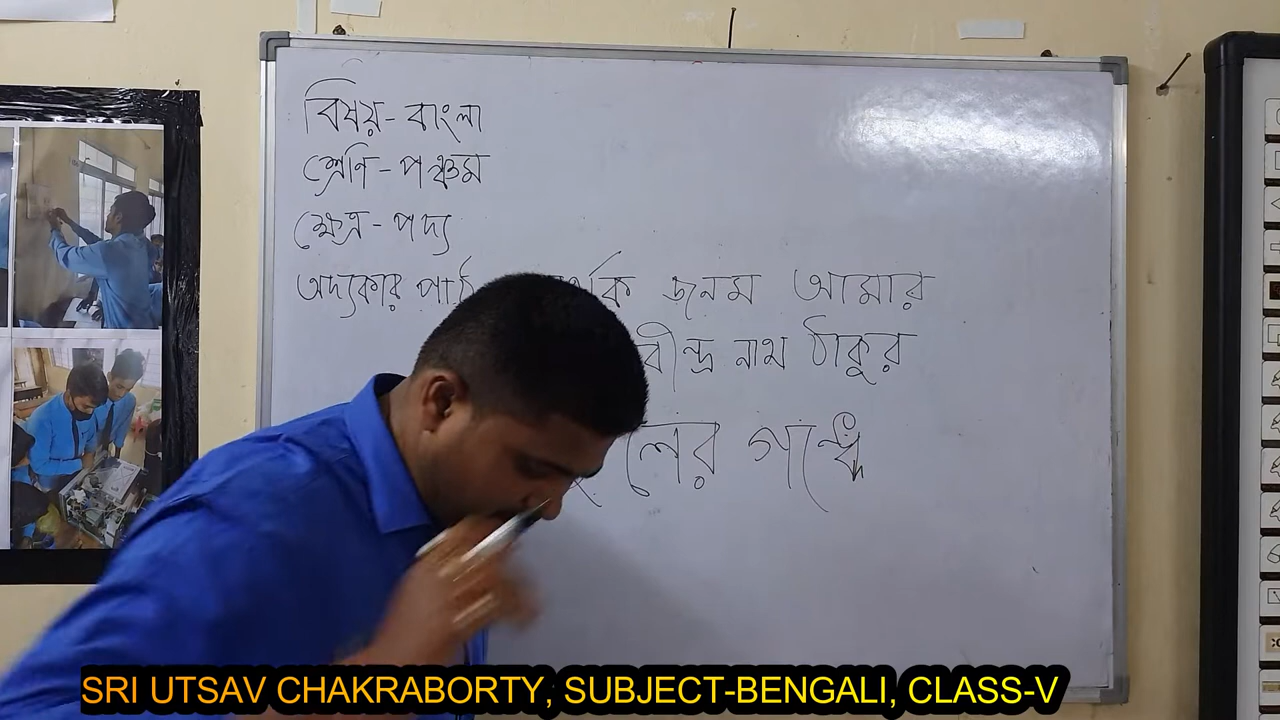 বিষয় - বাংলা
শ্রেণি - পঞ্চম
ক্ষেত্র - পদ্য
অদ্যকার পাঠ জনম আমার
নাথ ঠাকুর
গন্ধে
SRI UTSAV CHAKRABORTY, SUBJECT-BENGALI, CLASS-V